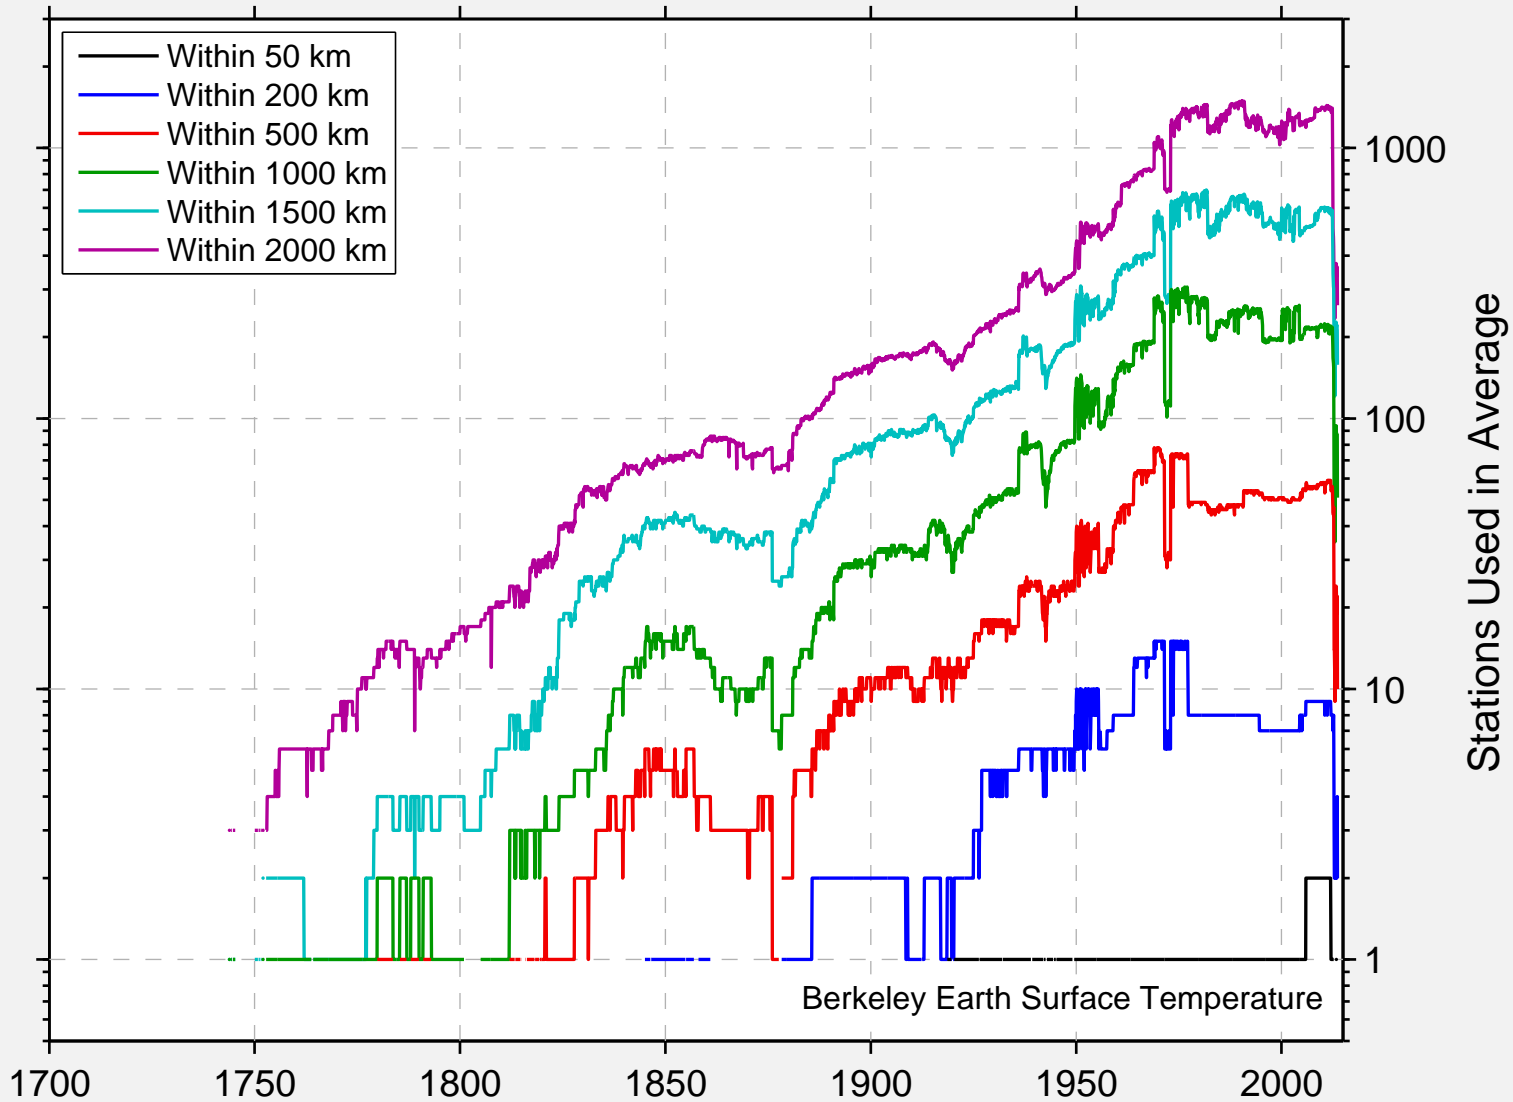 Within 50 km
Within 200 km
Within 500 km
Within 1000 km
Within 1500 km
Within 2000 km
1000
100
10
1
Stations Used in Average
Berkeley Earth Surface Temperature
1700 1750 1800 1850 1900 1950 2000